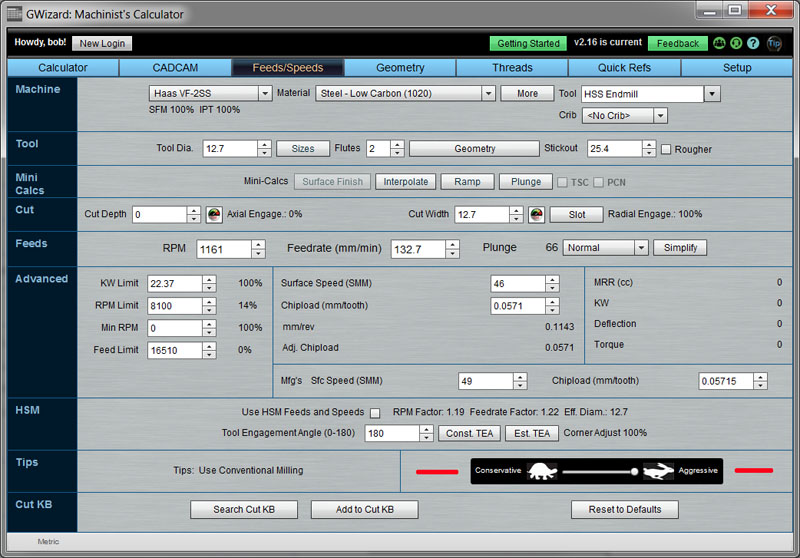 GWizard: Machinist's Calculator
Howdy, bob! New Login Getting Started v2.16 is current Feedback ? Tip
Calculator CADCAM Feeds/Speeds Geometry Threads Quick Refs Setup
Machine Haas VF-2SS Material Steel - Low Carbon (1020) More Tool HSS Endmill
SFM 100% IPT 100% Crib <No Crib>
Tool Tool Dia. 12.7 Sizes Flutes 2 Geometry Stickout 25.4 Rougher
Mini Calcs Mini-Calcs Surface Finish Interpolate Ramp Plunge TSC PCN
Cut Cut Depth 0 Axial Engage.: 0% Cut Width 12.7 Slot Radial Engage.: 100%
Feeds RPM 1161 Feedrate (mm/min) 132.7 Plunge 66 Normal Simplify
Advanced KW Limit 22.37 100% Surface Speed (SMM) 46 MRR (cc) 0
RPM Limit 8100 14% Chipload (mm/tooth) 0.0571 KW 0
Min RPM 0 100% mm/rev 0.1143 Deflection 0
Feed Limit 16510 0% Adj. Chipload 0.0571 Torque 0
Mfg's Sfc Speed (SMM) 49 Chipload (mm/tooth) 0.05715
HSM Use HSM Feeds and Speeds RPM Factor: 1.19 Feedrate Factor: 1.22 Eff. Diam.: 12.7
Tool Engagement Angle (0-180) 180 Const. TEA Est. TEA Corner Adjust 100%
Tips Tips: Use Conventional Milling Conservative Aggressive
Cut KB Search Cut KB Add to Cut KB Reset to Defaults
Metric